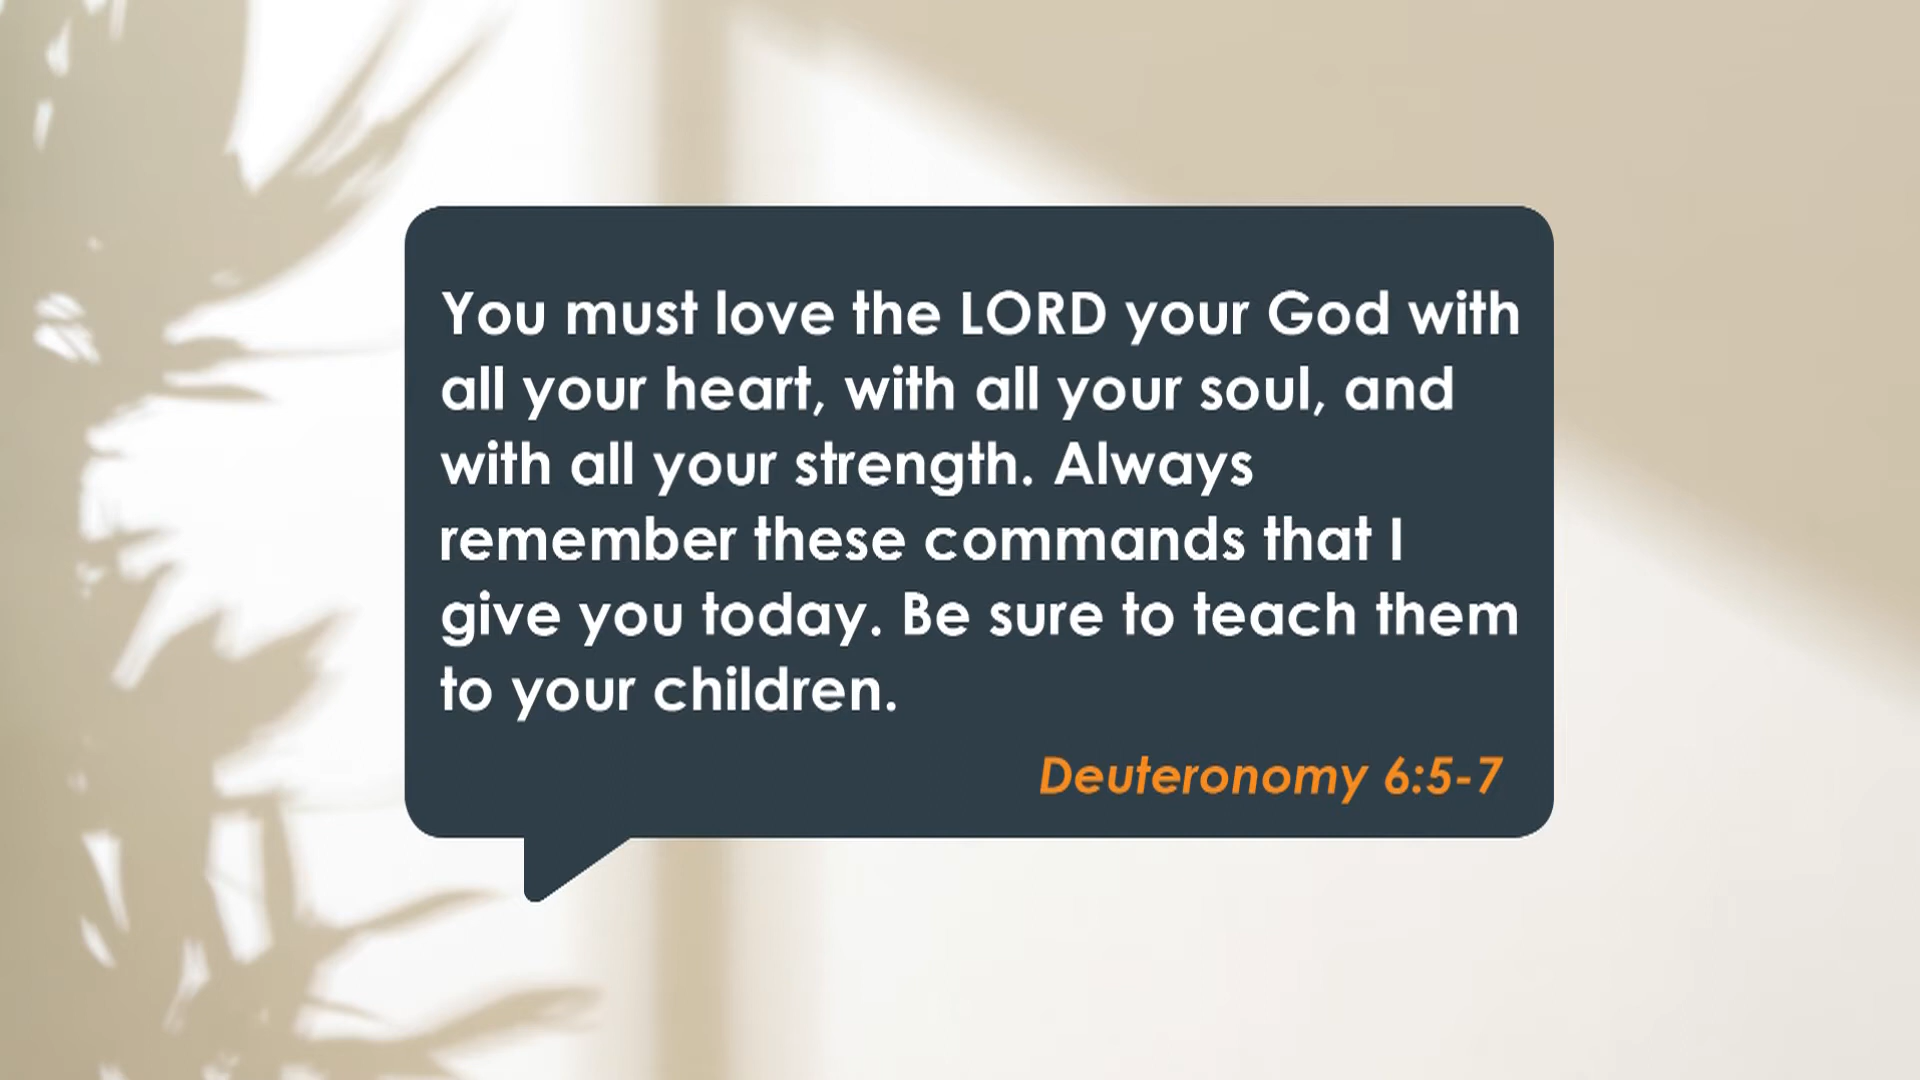 You must love the LORD your God with
all your heart, with all your soul, and
with all your strength. Always
remember these commands that I
give you today. Be sure to teach them
to your children.
Deuteronomy 6:5-7